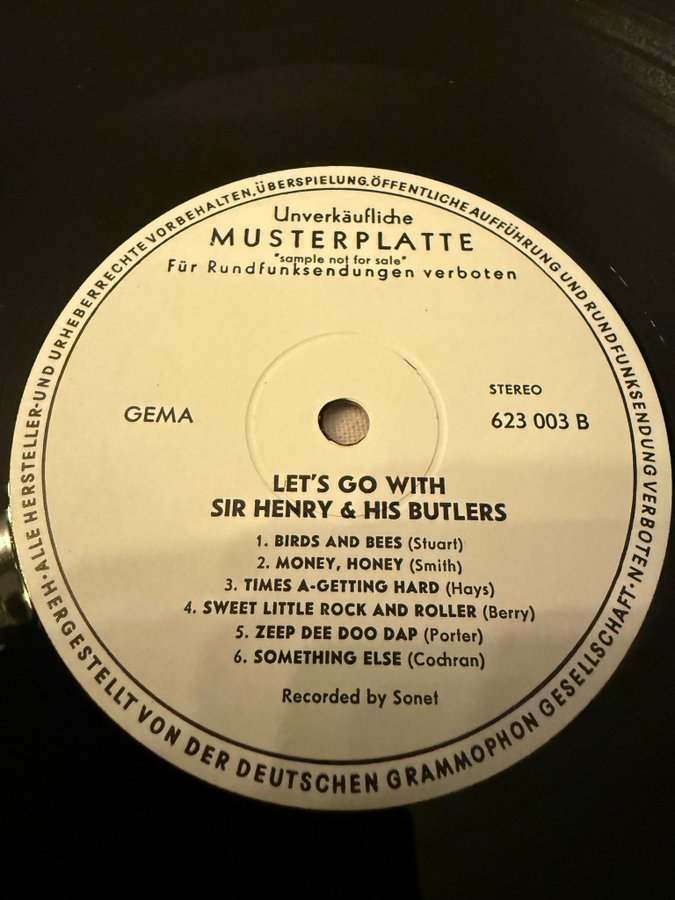 ·ALLE HERSTELLER-UND URHEBERRECHTE VORBEHALTEN.ÜBERSPIELUNG.ÖFFENTLICHE AUFFÜHRUNG UND RUNDFUNKSENDUNG VERBOTEN·
Unverkäufliche
MUSTERPLATTE
"sample not for sale"
Für Rundfunksendungen verboten
GEMA
STEREO
623 003 B
LET'S GO WITH
SIR HENRY & HIS BUTLERS
1. BIRDS AND BEES (Stuart)
2. MONEY, HONEY (Smith)
3. TIMES A-GETTING HARD (Hays)
4. SWEET LITTLE ROCK AND ROLLER (Berry)
5. ZEEP DEE DOO DAP (Porter)
6. SOMETHING ELSE (Cochran)
Recorded by Sonet
HERGESTELLT VON DER DEUTSCHEN GRAMMOPHON GESELLSCHAFT·